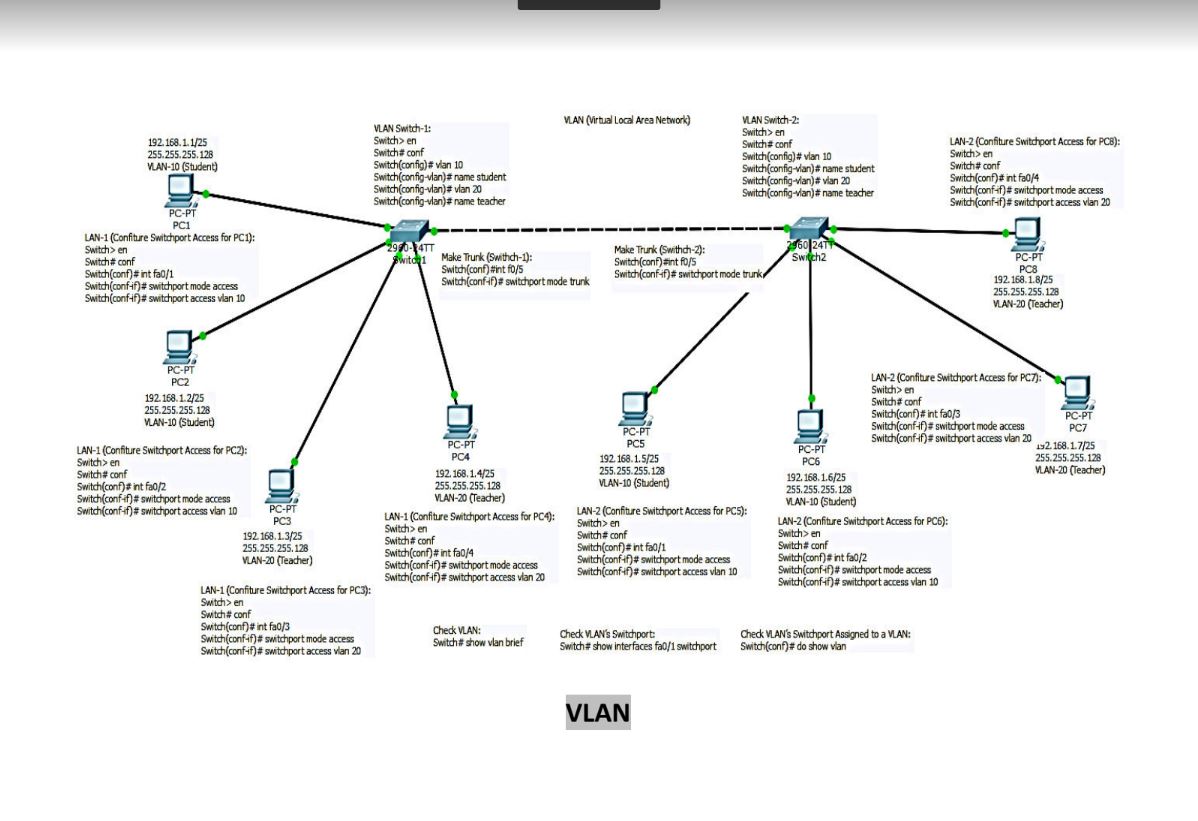 VLAN (Virtual Local Area Network)
192.168.1.1/25
255.255.255.128
VLAN-10 (Student)
PC-PT
PC1
LAN-1 (Confiture Switchport Access for PC1):
Switch> en
Switch# conf
Switch(conf)# int fa0/1
Switch(conf-if)# switchport mode access
Switch(conf-if)# switchport access vlan 10
VLAN Switch-1:
Switch> en
Switch# conf
Switch(config)# vlan 10
Switch(config-vlan)# name student
Switch(config-vlan)# vlan 20
Switch(config-vlan)# name teacher
2960-24TT
Switch1
Make Trunk (Swithch-1):
Switch(conf)#int f0/5
Switch(conf-if)# switchport mode trunk
Make Trunk (Swithch-2):
Switch(conf)#int f0/5
Switch(conf-if)# switchport mode trunk
VLAN Switch-2:
Switch> en
Switch# conf
Switch(config)# vlan 10
Switch(config-vlan)# name student
Switch(config-vlan)# vlan 20
Switch(config-vlan)# name teacher
2960-24TT
Switch2
LAN-2 (Confiture Switchport Access for PC8):
Switch> en
Switch# conf
Switch(conf)# int fa0/4
Switch(conf-if)# switchport mode access
Switch(conf-if)# switchport access vlan 20
PC-PT
PC8
192.168.1.8/25
255.255.255.128
VLAN-20 (Teacher)
PC-PT
PC2
192.168.1.2/25
255.255.255.128
VLAN-10 (Student)
LAN-1 (Confiture Switchport Access for PC2):
Switch> en
Switch# conf
Switch(conf)# int fa0/2
Switch(conf-if)# switchport mode access
Switch(conf-if)# switchport access vlan 10
PC-PT
PC3
192.168.1.3/25
255.255.255.128
VLAN-20 (Teacher)
LAN-1 (Confiture Switchport Access for PC3):
Switch> en
Switch# conf
Switch(conf)# int fa0/3
Switch(conf-if)# switchport mode access
Switch(conf-if)# switchport access vlan 20
PC-PT
PC4
192.168.1.4/25
255.255.255.128
VLAN-20 (Teacher)
LAN-1 (Confiture Switchport Access for PC4):
Switch> en
Switch# conf
Switch(conf)# int fa0/4
Switch(conf-if)# switchport mode access
Switch(conf-if)# switchport access vlan 20
PC-PT
PC5
192.168.1.5/25
255.255.255.128
VLAN-10 (Student)
LAN-2 (Confiture Switchport Access for PC5):
Switch> en
Switch# conf
Switch(conf)# int fa0/1
Switch(conf-if)# switchport mode access
Switch(conf-if)# switchport access vlan 10
PC-PT
PC6
192.168.1.6/25
255.255.255.128
VLAN-10 (Student)
LAN-2 (Confiture Switchport Access for PC6):
Switch> en
Switch# conf
Switch(conf)# int fa0/2
Switch(conf-if)# switchport mode access
Switch(conf-if)# switchport access vlan 10
LAN-2 (Confiture Switchport Access for PC7):
Switch> en
Switch# conf
Switch(conf)# int fa0/3
Switch(conf-if)# switchport mode access
Switch(conf-if)# switchport access vlan 20
PC-PT
PC7
192.168.1.7/25
255.255.255.128
VLAN-20 (Teacher)
Check VLAN:
Switch# show vlan brief
Check VLAN's Switchport:
Switch# show interfaces fa0/1 switchport
Check VLAN's Switchport Assigned to a VLAN:
Switch(conf)# do show vlan
VLAN